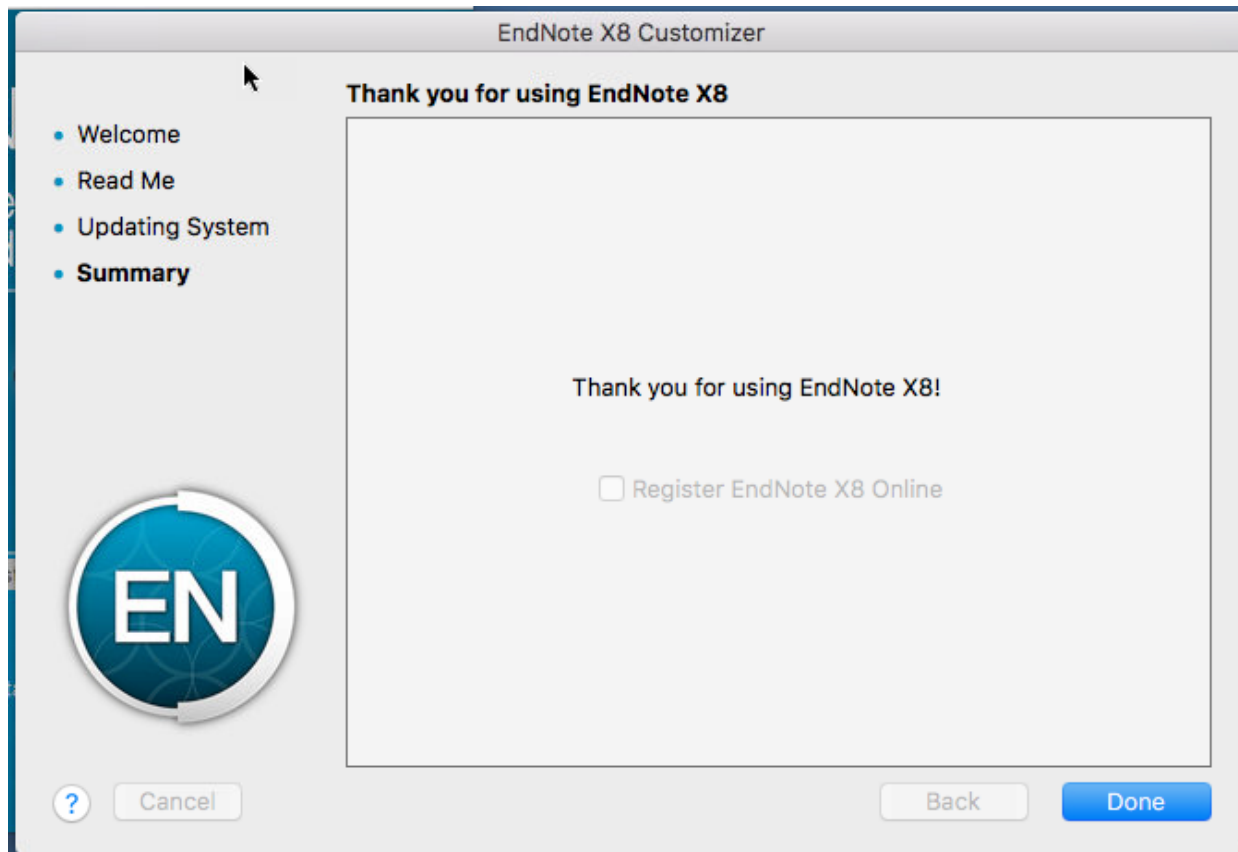 EndNote X8 Customizer
Thank you for using EndNote X8
Welcome
Read Me
Updating System
Summary
Thank you for using EndNote X8!
Register EndNote X8 Online
EN
?
Cancel
Back
Done